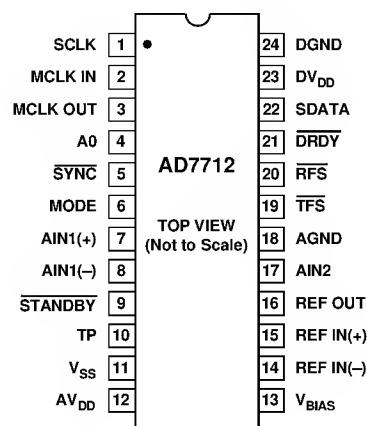 SCLK 1 24 DGND
MCLK IN 2 23 DVDD
MCLK OUT 3 22 SDATA
A0 4 21 DRDY
SYNC 5 20 RFS
MODE 6 19 TFS
AIN1(+) 7 18 AGND
AIN1(–) 8 17 AIN2
STANDBY 9 16 REF OUT
TP 10 15 REF IN(+)
VSS 11 14 REF IN(–)
AVDD 12 13 VBIAS
AD7712
TOP VIEW
(Not to Scale)